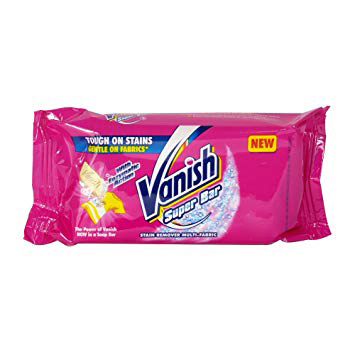 TOUGH ON STAINS
GENTLE ON FABRICS*
NEW
Vanish
Super Bar
The Power of Vanish
NOW in a Soap Bar
STAIN REMOVER MULTI-FABRIC